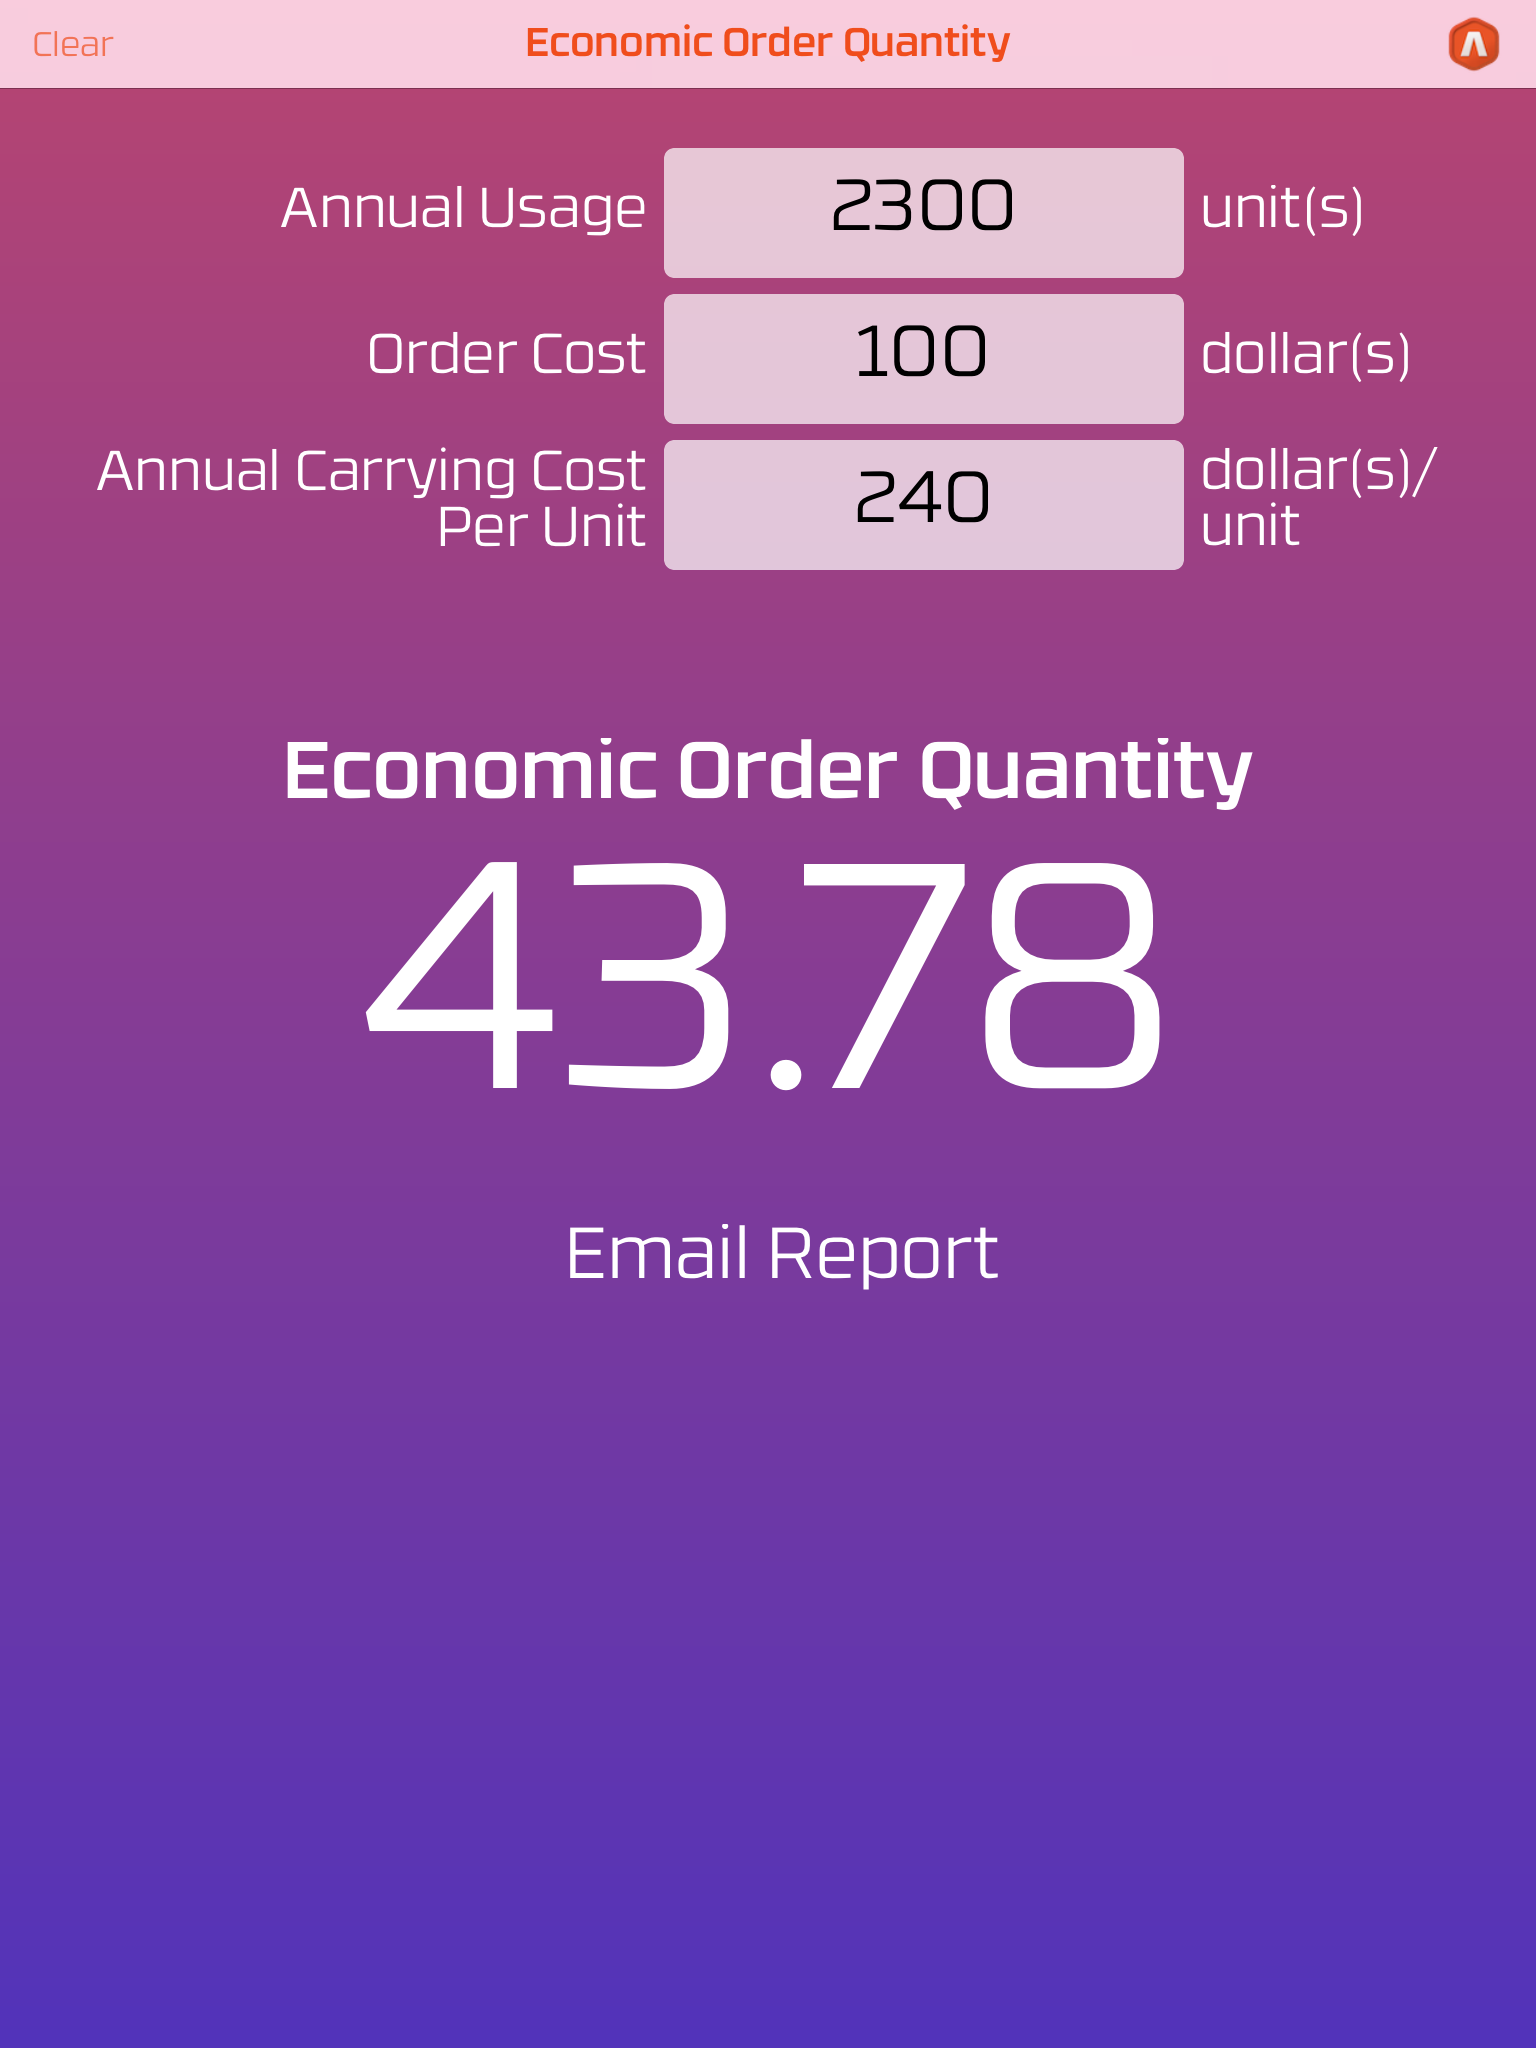 Clear
Economic Order Quantity
Annual Usage 2300 unit(s)
Order Cost 100 dollar(s)
Annual Carrying Cost
Per Unit
240
dollar(s)/
unit
Economic Order Quantity
43.78
Email Report